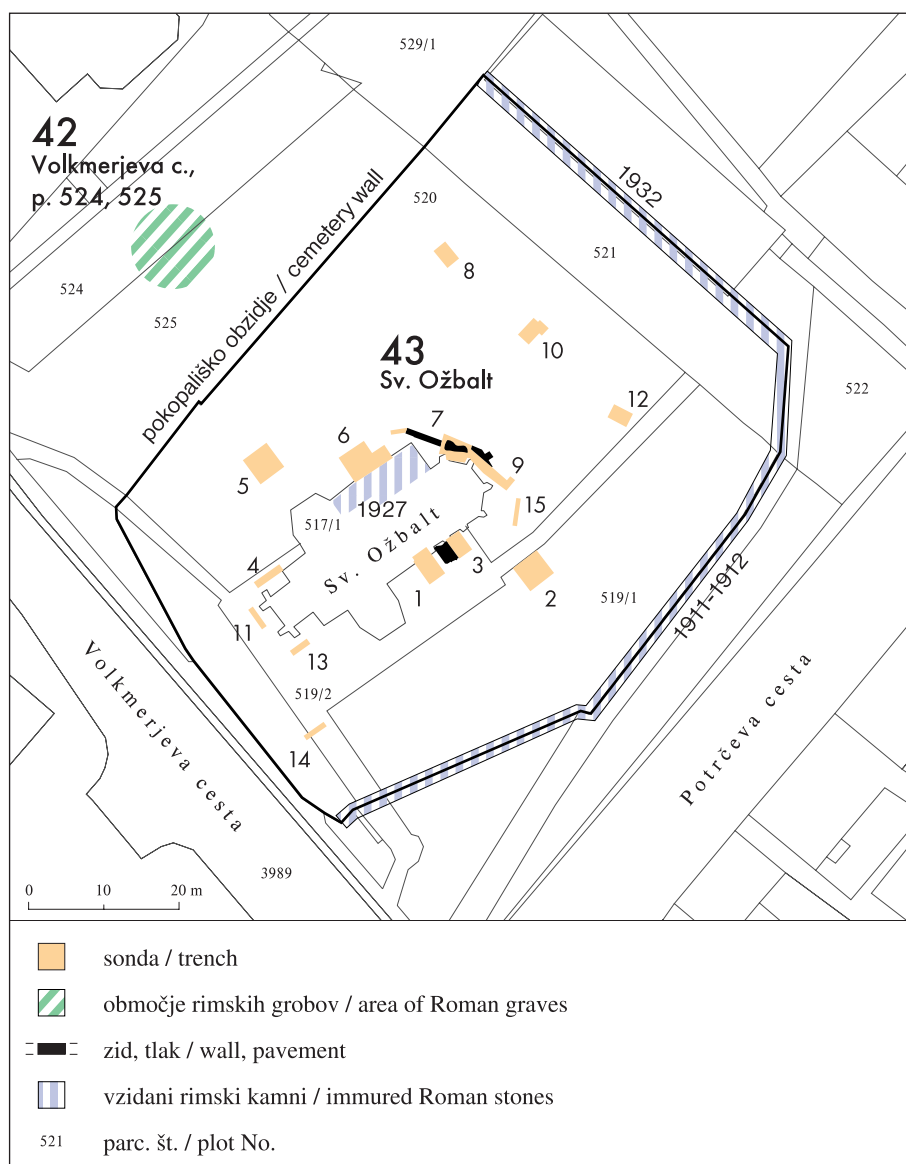 529/1
42
Volkmerjeva c.,
p. 524, 525
pokopališko obzidje / cemetery wall
1932
520
521
524
525
8
10
43
Sv. Ožbalt
522
12
7
6
5
9
15
1927
517/1
Sv. Ožbalt
4
3
1
2
519/1
1911-1912
11
13
519/2
14
Volkmerjeva cesta
Potrčeva cesta
3989
0 10 20 m
sonda / trench
območje rimskih grobov / area of Roman graves
zid, tlak / wall, pavement
vzidani rimski kamni / immured Roman stones
521 parc. št. / plot No.